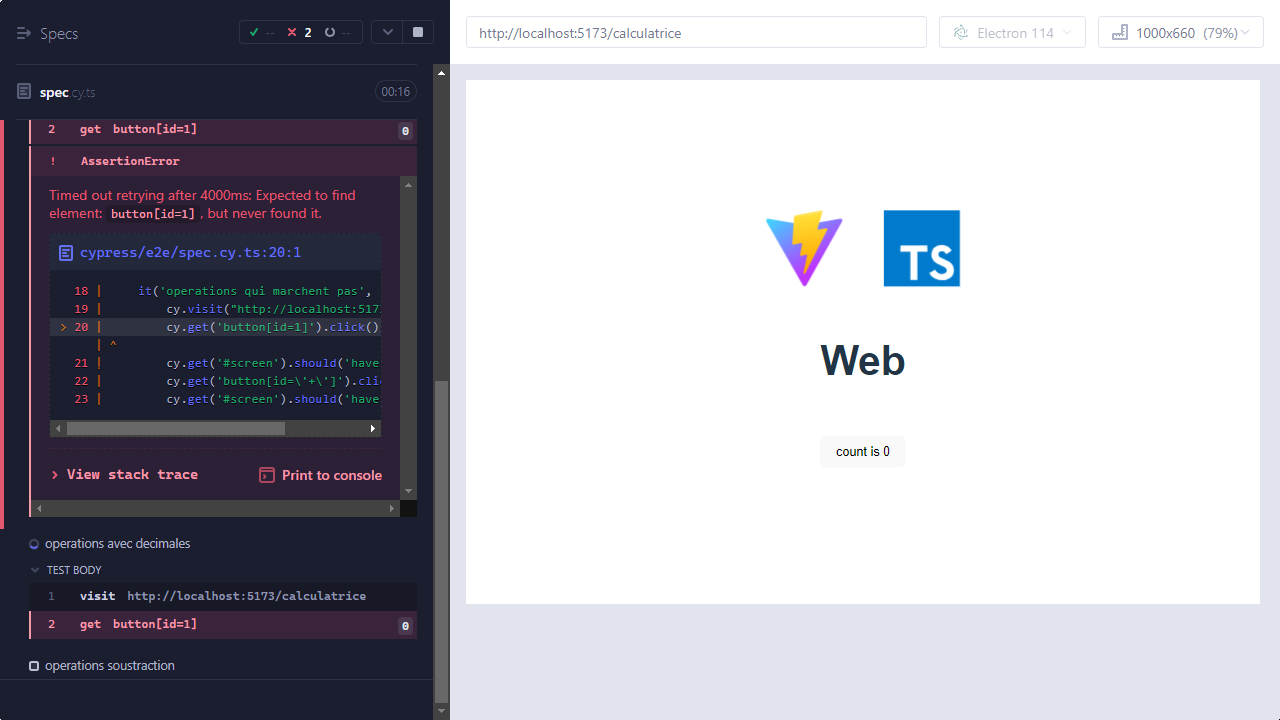 Specs
-- 2 --
spec.cy.ts
00:16
2 get button[id=1] 0
! AssertionError
Timed out retrying after 4000ms: Expected to find
element: button[id=1], but never found it.
cypress/e2e/spec.cy.ts:20:1
18 | it('operations qui marchent pas',
19 | cy.visit("http://localhost:517
> 20 | cy.get('button[id=1]').click()
| ^
21 | cy.get('#screen').should('have
22 | cy.get('button[id=\'+\']').cli
23 | cy.get('#screen').should('have
> View stack trace
Print to console
operations avec decimales
TEST BODY
1 visit http://localhost:5173/calculatrice
2 get button[id=1] 0
operations soustraction
http://localhost:5173/calculatrice
Electron 114
1000x660 (79%)
TS
Web
count is 0